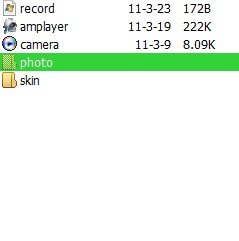 record 11-3-23 172B
amplayer 11-3-19 222K
camera 11-3-9 8.09K
photo
skin